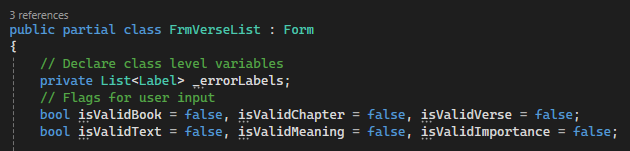 3 references
public partial class FrmVerseList : Form
{
// Declare class level variables
private List<Label> _errorLabels;
// Flags for user input
bool isValidBook = false, isValidChapter = false, isValidVerse = false;
bool isValidText = false, isValidMeaning = false, isValidImportance = false;